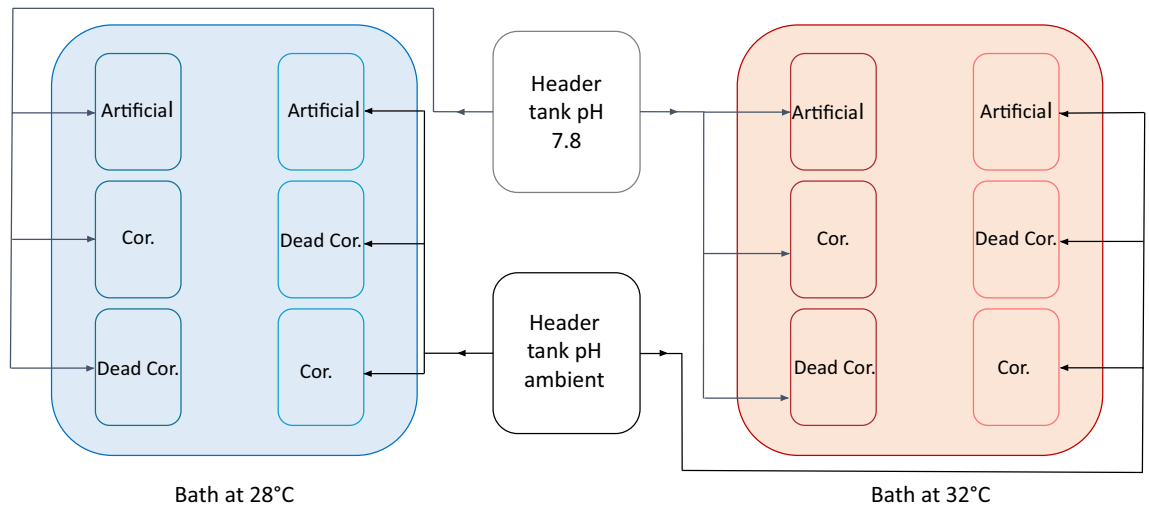 Artificial
Cor.
Dead Cor.
Artificial
Dead Cor.
Cor.
Bath at 28°C
Header
tank pH
7.8
Header
tank pH
ambient
Artificial
Cor.
Dead Cor.
Artificial
Dead Cor.
Cor.
Bath at 32°C